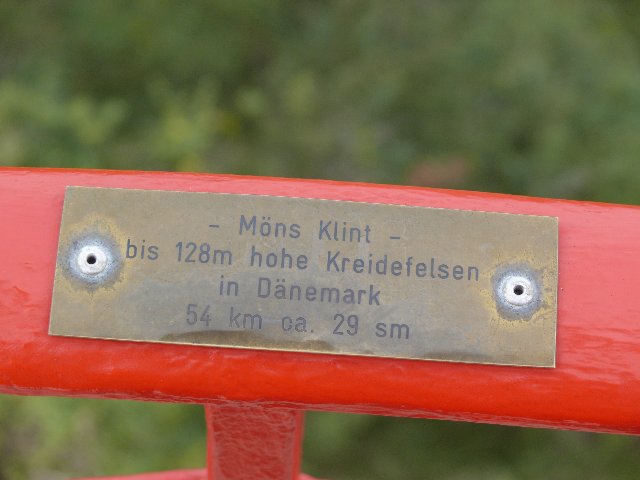 - Möns Klint -
bis 128m hohe Kreidefelsen
in Dänemark
54 km ca. 29 sm